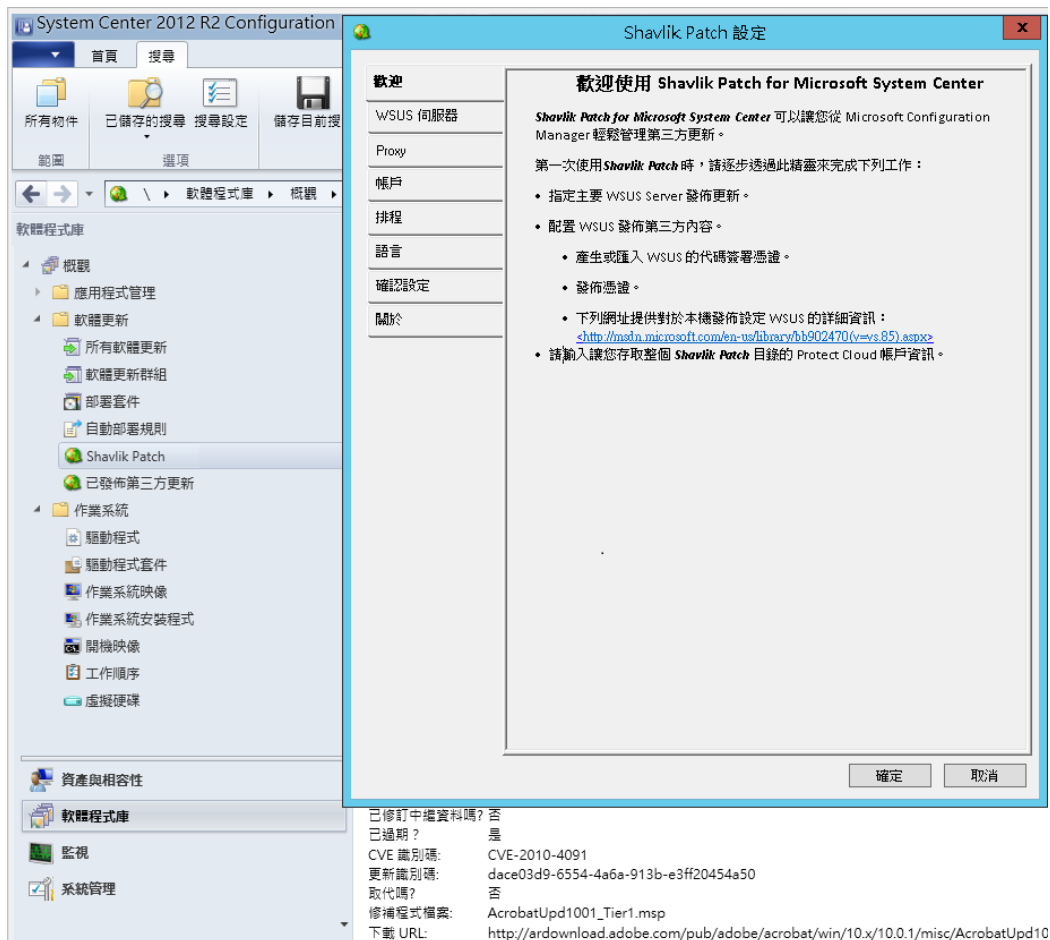 System Center 2012 R2 Configuration
首頁
搜尋
所有物件
已儲存的搜尋
搜尋設定
儲存目前搜
範圍
選項
\ ▸ 軟體程式庫 ▸ 概觀 ▸
軟體程式庫
概觀
應用程式管理
軟體更新
所有軟體更新
軟體更新群組
部署套件
自動部署規則
Shavlik Patch
已發佈第三方更新
作業系統
驅動程式
驅動程式套件
作業系統映像
作業系統安裝程式
開機映像
工作順序
虛擬硬碟
資產與相容性
軟體程式庫
監視
系統管理
Shavlik Patch 設定
x
歡迎
WSUS 伺服器
Proxy
帳戶
排程
語言
確認設定
關於
歡迎使用 Shavlik Patch for Microsoft System Center
Shavlik Patch for Microsoft System Center 可以讓您從 Microsoft Configuration
Manager 輕鬆管理第三方更新。
第一次使用Shavlik Patch 時，請逐步透過此精靈來完成下列工作：
• 指定主要 WSUS Server 發佈更新。
• 配置 WSUS 發佈第三方內容。
• 產生或匯入 WSUS 的代碼簽署憑證。
• 發佈憑證。
• 下列網址提供對於本機發佈設定 WSUS 的詳細資訊：
<http://msdn.microsoft.com/en-us/library/bb902470(v=vs.85).aspx>
• 請輸入讓您存取整個 Shavlik Patch 目錄的 Protect Cloud 帳戶資訊。
確定
取消
已修訂中繼資料嗎? 否
已過期？ 是
CVE 識別碼: CVE-2010-4091
更新識別碼: dace03d9-6554-4a6a-913b-e3ff20454a50
取代嗎? 否
修補程式檔案: AcrobatUpd1001_Tier1.msp
下載 URL: http://ardownload.adobe.com/pub/adobe/acrobat/win/10.x/10.0.1/misc/AcrobatUpd10